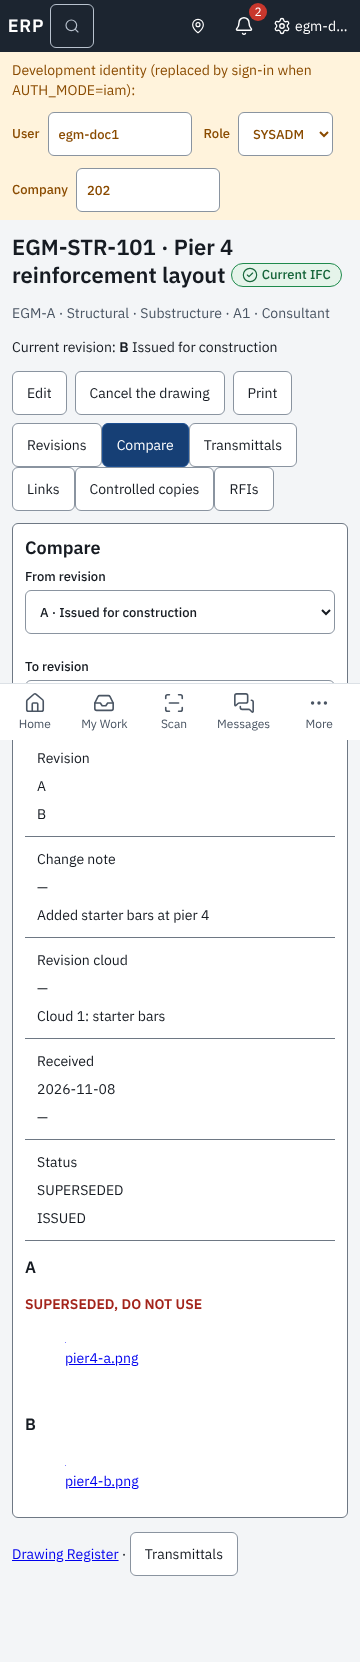 ERP
2
egm-d...
Development identity (replaced by sign-in when
AUTH_MODE=iam):
User egm-doc1 Role SYSADM
Company 202
EGM-STR-101 · Pier 4
reinforcement layout Current IFC
EGM-A · Structural · Substructure · A1 · Consultant
Current revision: B Issued for construction
Edit Cancel the drawing Print
Revisions Compare Transmittals
Links Controlled copies RFIs
Compare
From revision
A · Issued for construction
To revision
Home My Work Scan Messages More
Revision
A
B
Change note
—
Added starter bars at pier 4
Revision cloud
—
Cloud 1: starter bars
Received
2026-11-08
—
Status
SUPERSEDED
ISSUED
A
SUPERSEDED, DO NOT USE
pier4-a.png
B
pier4-b.png
Drawing Register · Transmittals